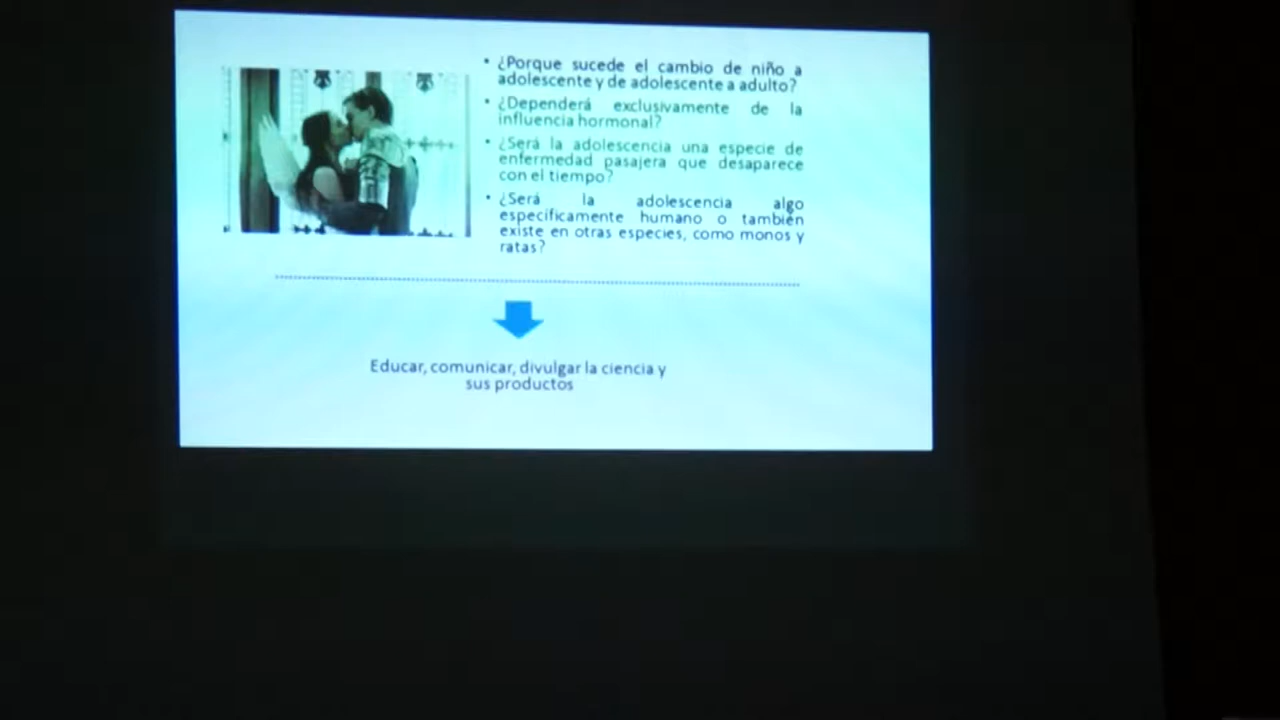 • ¿Porque sucede el cambio de niño a
adolescente y de adolescente a adulto?
• ¿Dependerá exclusivamente de la
influencia hormonal?
• ¿Será la adolescencia una especie de
enfermedad pasajera que desaparece
con el tiempo?
• ¿Será la adolescencia algo
específicamente humano o también
existe en otras especies, como monos y
ratas?
Educar, comunicar, divulgar la ciencia y
sus productos